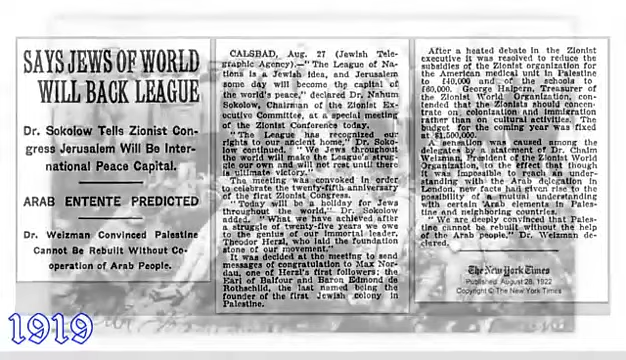 SAYS JEWS OF WORLD
WILL BACK LEAGUE
Dr. Sokolow Tells Zionist Con-
gress Jerusalem Will Be Inter-
national Peace Capital.
ARAB ENTENTE PREDICTED
Dr. Weizman Convinced Palestine
Cannot Be Rebuilt Without Co-
operation of Arab People.
CALSBAD, Aug. 27 (Jewish Tele-
graphic Agency).—"The League of Na-
tions is a Jewish idea, and Jerusalem
some day will become the capital of
the world's peace," declared Dr. Nahum
Sokolow, Chairman of the Zionist Ex-
ecutive Committee, at a special meeting
of the Zionist Conference today.
"The League has recognized our
rights to our ancient home," Dr. Soko-
low continued. "We Jews throughout
the world will make the League's strug-
gle our own and will not rest until there
is ultimate victory."
The meeting was convoked in order
to celebrate the twenty-fifth anniversary
of the first Zionist Congress.
"Today will be a holiday for Jews
throughout the world," Dr. Sokolow
added. "What we have achieved after
a struggle of twenty-five years we owe
to the genius of our immortal leader,
Theodor Herzl, who laid the foundation
stone of our movement."
It was decided at the meeting to send
messages of congratulation to Max Nor-
dau, one of Herzl's first followers; the
Earl of Balfour and Baron Edmond de
Rothschild, the last named being the
founder of the first Jewish colony in
Palestine.
After a heated debate in the Zionist
executive it was resolved to reduce the
subsidies of the Zionist organization for
the American medical unit in Palestine
to £40,000 and of the schools to
£60,000. George Halpern, Treasurer of
the Zionist World Organization, con-
tended that the Zionists should concen-
trate on colonization and immigration
rather than on cultural activities. The
budget for the coming year was fixed
at $1,500,000.
A sensation was caused among the
delegates by a statement of Dr. Chaim
Weizman, President of the Zionist World
Organization, to the effect that though
it was impossible to reach an under-
standing with the Arab delegation in
London, new facts had given rise to the
possibility of a mutual understanding
with certain Arab elements in Pales-
tine and neighboring countries.
"We are deeply convinced that Pales-
tine cannot be rebuilt without the help
of the Arab people," Dr. Weizman de-
clared.
The New York Times
Published: August 28, 1922
Copyright © The New York Times
1919